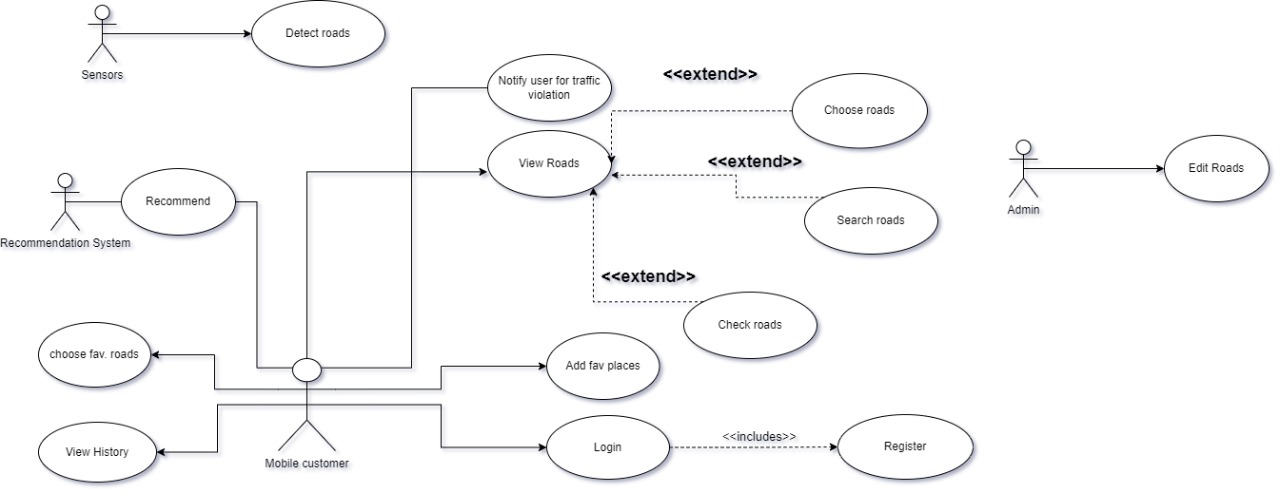 Detect roads
Sensors
Notify user for traffic
violation
<<extend>>
Choose roads
View Roads
<<extend>>
Edit Roads
Recommend
Admin
Search roads
Recommendation System
<<extend>>
Check roads
choose fav. roads
Add fav places
View History
Login
<<includes>>
Register
Mobile customer